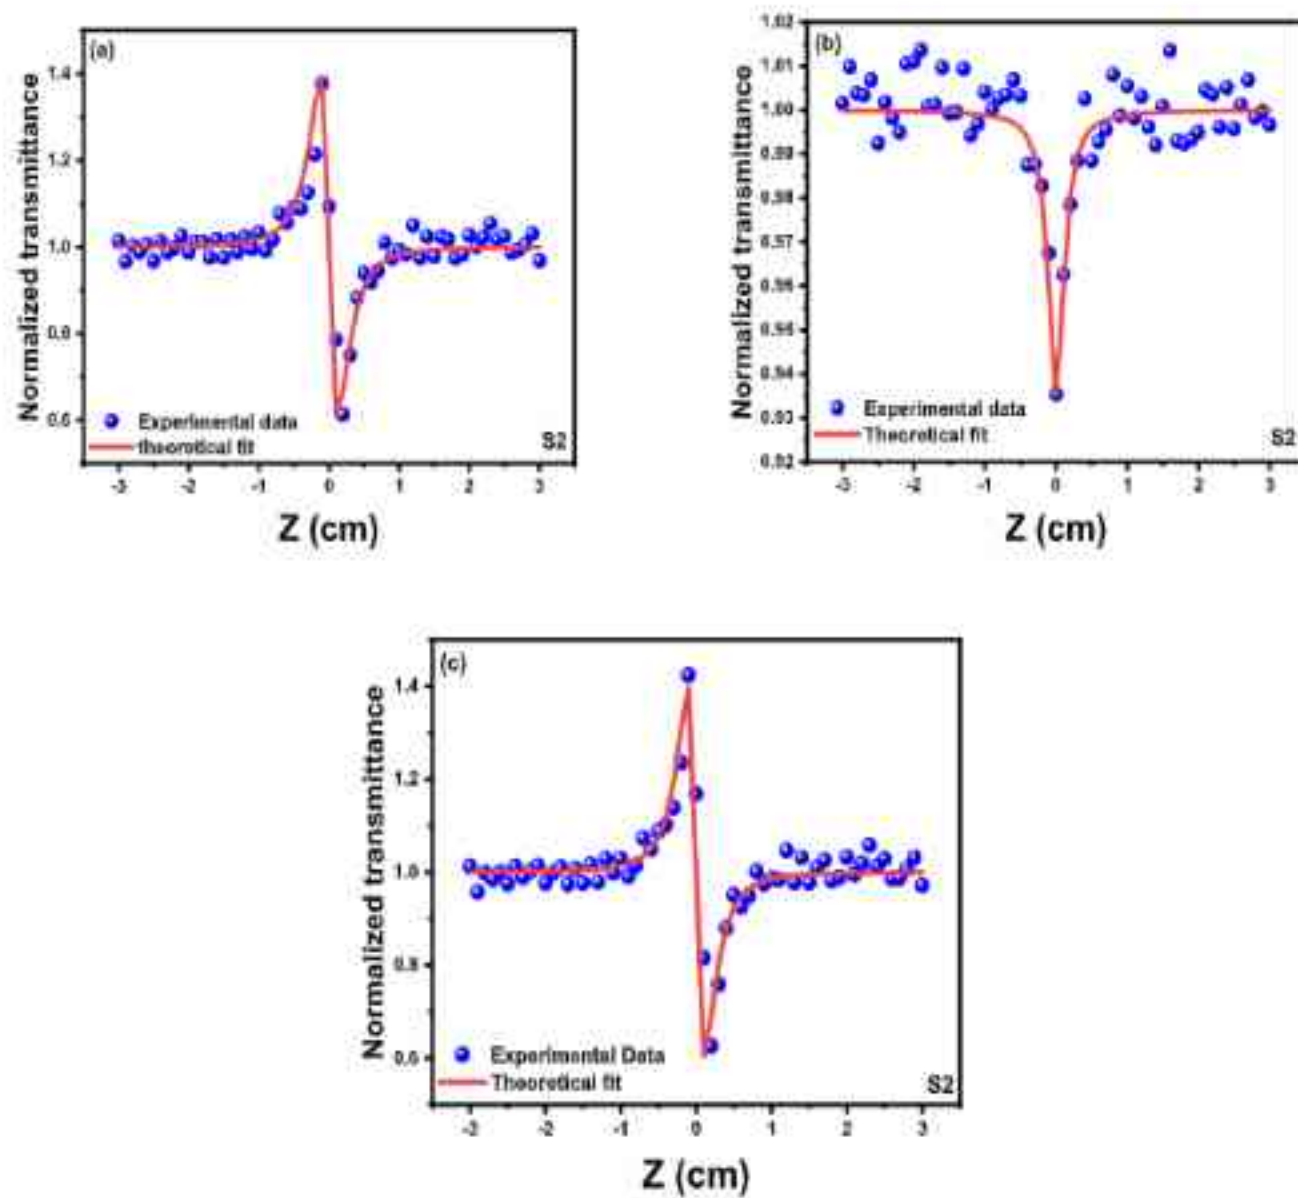 (a)
Normalized transmittance
1.4
1.2
1.0
0.8
0.6
Experimental data
theoretical fit
S2
-3 -2 -1 0 1 2 3
Z (cm)
(b)
Normalized transmittance
1.02
1.01
1.00
0.99
0.98
0.97
0.96
0.95
0.94
0.93
0.92
Experimental data
Theoretical fit
S2
-3 -2 -1 0 1 2 3
Z (cm)
(c)
Normalized transmittance
1.4
1.2
1.0
0.8
0.6
Experimental Data
Theoretical fit
S2
-3 -2 -1 0 1 2 3
Z (cm)